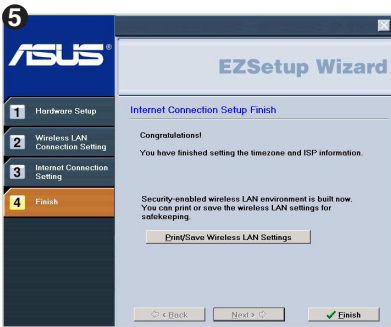 5
ASUS®
EZSetup Wizard
1 Hardware Setup
2 Wireless LAN
Connection Setting
3 Internet Connection
Setting
4 Finish
Internet Connection Setup Finish
Congratulations!
You have finished setting the timezone and ISP information.
Security-enabled wireless LAN environment is built now.
You can print or save the wireless LAN settings for
safekeeping.
Print/Save Wireless LAN Settings
< Back
Next >
Finish